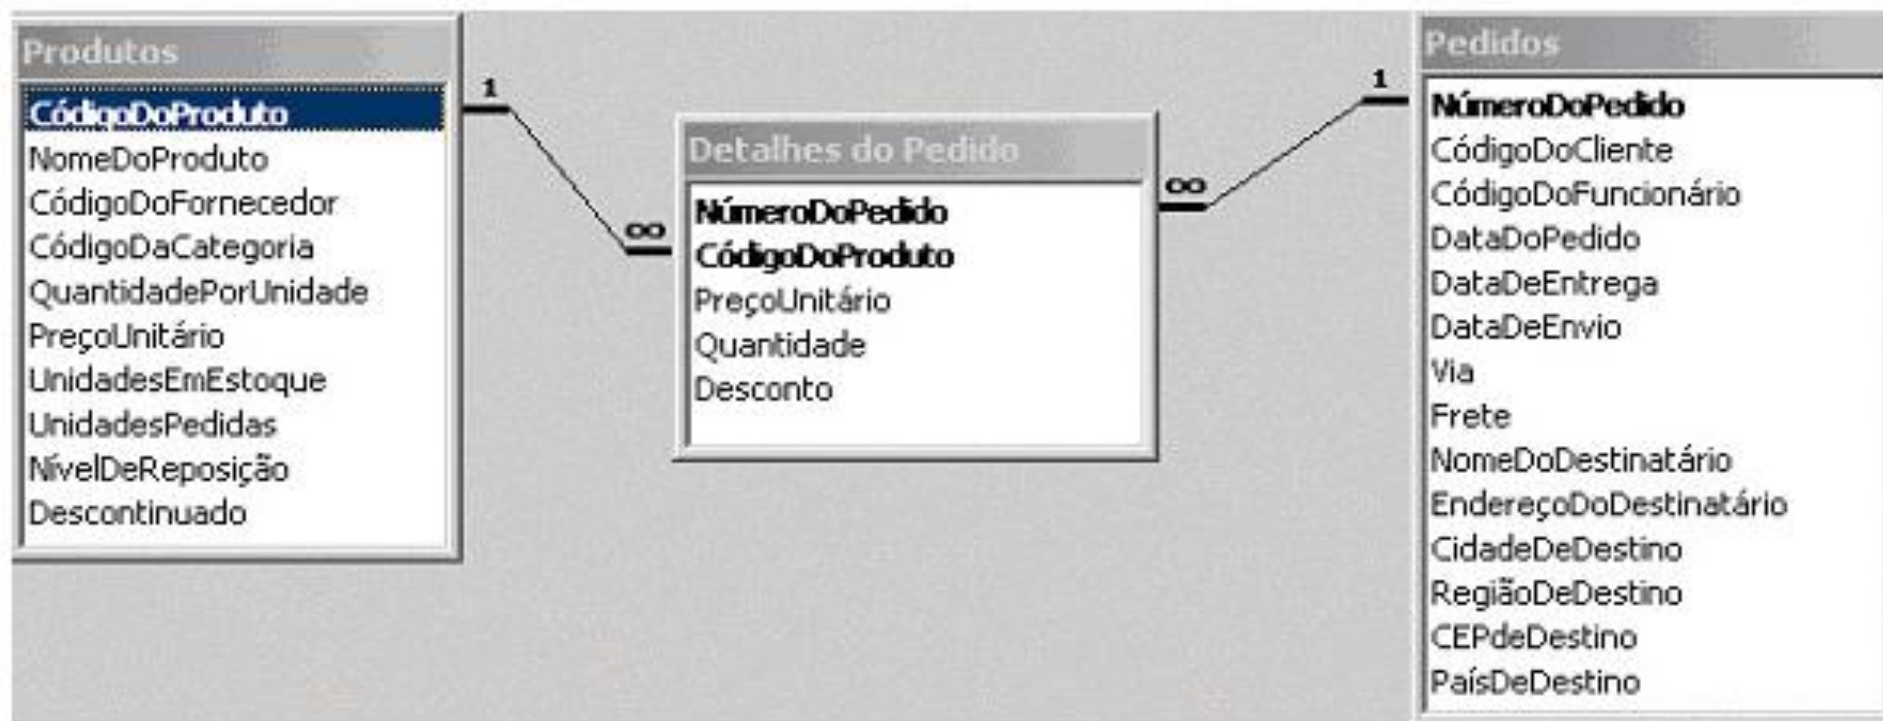 Produtos
CódigoDoProduto
NomeDoProduto
CódigoDoFornecedor
CódigoDaCategoria
QuantidadePorUnidade
PreçoUnitário
UnidadesEmEstoque
UnidadesPedidas
NívelDeReposição
Descontinuado
1
∞
Detalhes do Pedido
NúmeroDoPedido
CódigoDoProduto
PreçoUnitário
Quantidade
Desconto
∞
1
Pedidos
NúmeroDoPedido
CódigoDoCliente
CódigoDoFuncionário
DataDoPedido
DataDeEntrega
DataDeEnvio
Via
Frete
NomeDoDestinatário
EndereçoDoDestinatário
CidadeDeDestino
RegiãoDeDestino
CEPdeDestino
PaísDeDestino